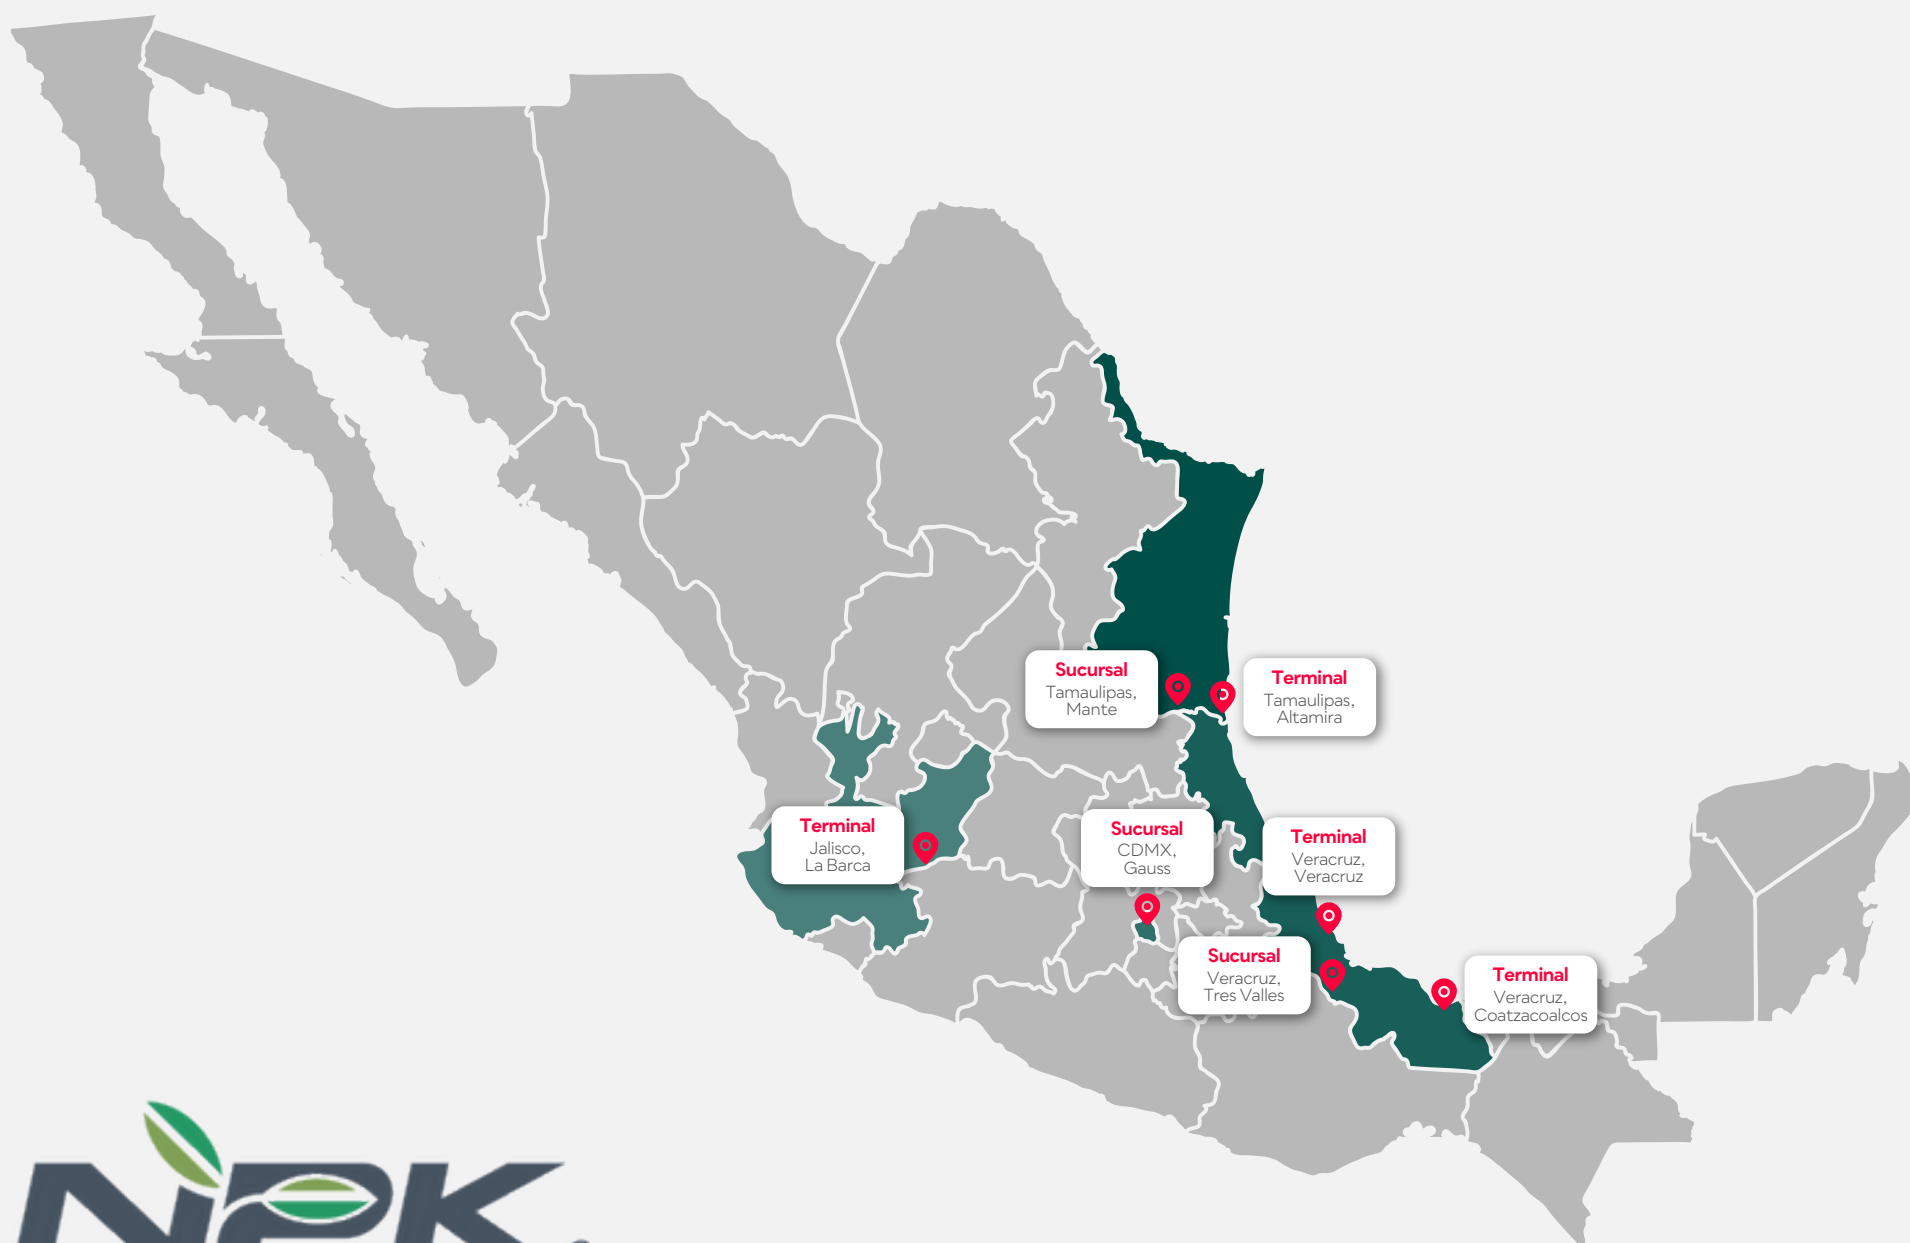 Sucursal
Tamaulipas,
Mante
Terminal
Tamaulipas,
Altamira
Terminal
Jalisco,
La Barca
Sucursal
CDMX,
Gauss
Terminal
Veracruz,
Veracruz
Sucursal
Veracruz,
Tres Valles
Terminal
Veracruz,
Coatzacoalcos
NPK